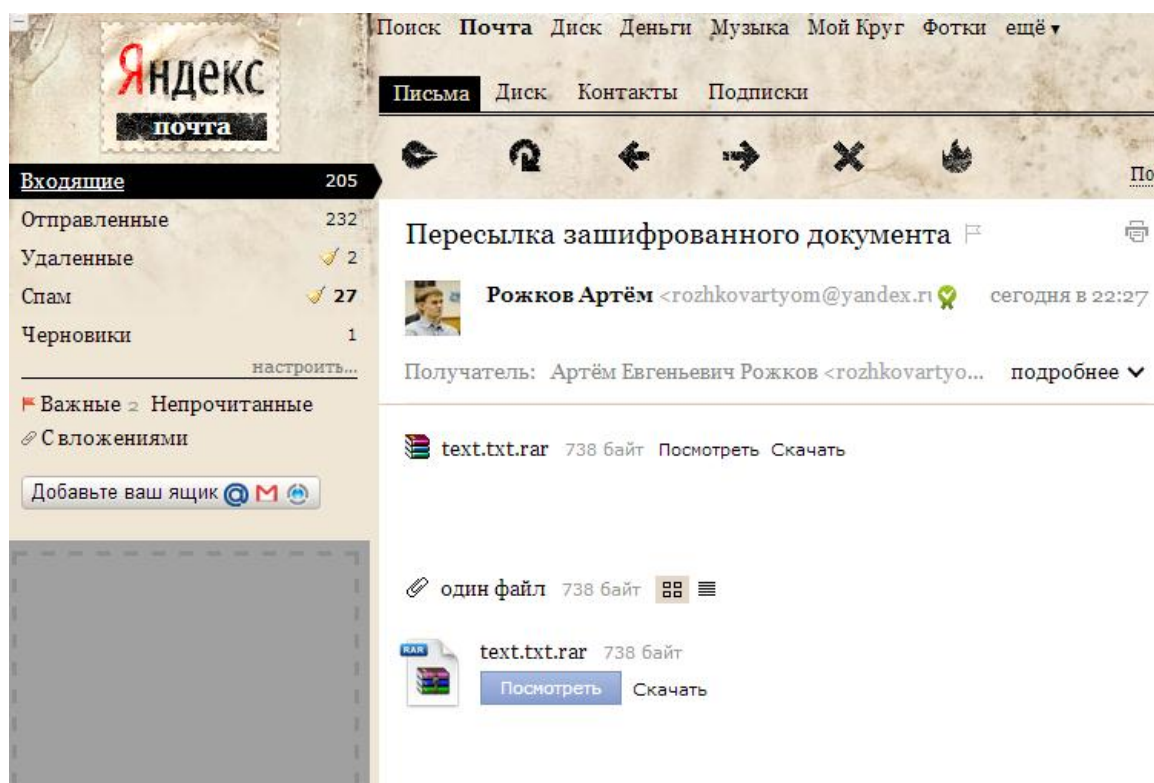 Поиск Почта Диск Деньги Музыка Мой Круг Фотки ещё ▾
Яндекс
почта
Письма Диск Контакты Подписки
По
Входящие 205
Отправленные 232
Удаленные 2
Спам 27
Черновики 1
настроить...
Важные 2 Непрочитанные
С вложениями
Добавьте ваш ящик
Пересылка зашифрованного документа
Рожков Артём <rozhkovartyom@yandex.ru сегодня в 22:27
Получатель: Артём Евгеньевич Рожков <rozhkovartyo... подробнее
text.txt.rar 738 байт Посмотреть Скачать
один файл 738 байт
RAR
text.txt.rar 738 байт
Посмотреть Скачать